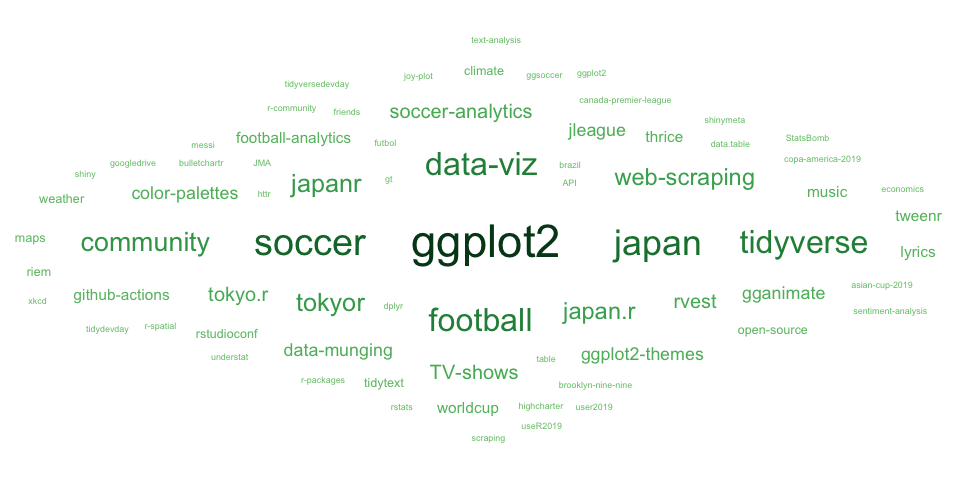 text-analysis
joy-plot climate ggsoccer ggplot2
tidyversedevday
r-community friends soccer-analytics canada-premier-league
messi football-analytics futbol jleague thrice shinymeta data.table StatsBomb
googledrive bulletchartr JMA data-viz brazil copa-america-2019
shiny japanr gt API web-scraping
weather color-palettes httr music economics
maps community soccer ggplot2 japan tidyverse tweenr lyrics
riem
xkcd github-actions tokyo.r tokyor dplyr football japan.r rvest gganimate asian-cup-2019
tidydevday r-spatial rstudioconf open-source sentiment-analysis
understat data-munging TV-shows table ggplot2-themes
r-packages tidytext brooklyn-nine-nine
rstats worldcup highcharter user2019
useR2019
scraping